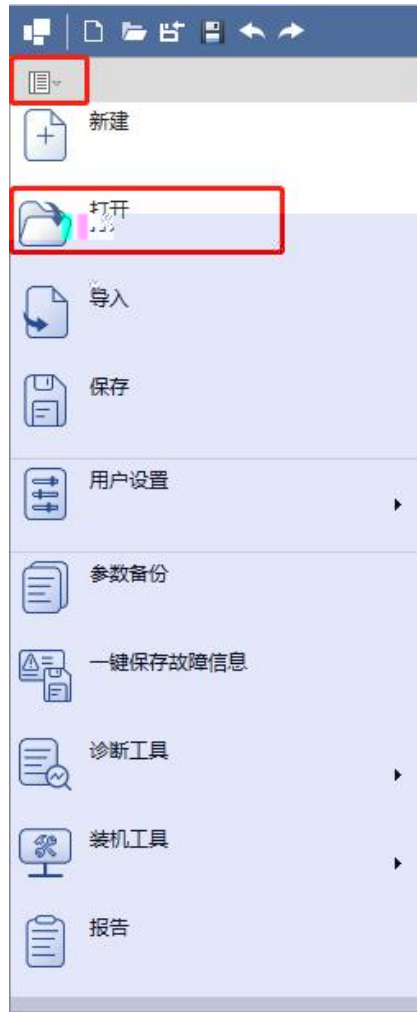 新建
打开
导入
保存
用户设置
参数备份
一键保存故障信息
诊断工具
装机工具
报告